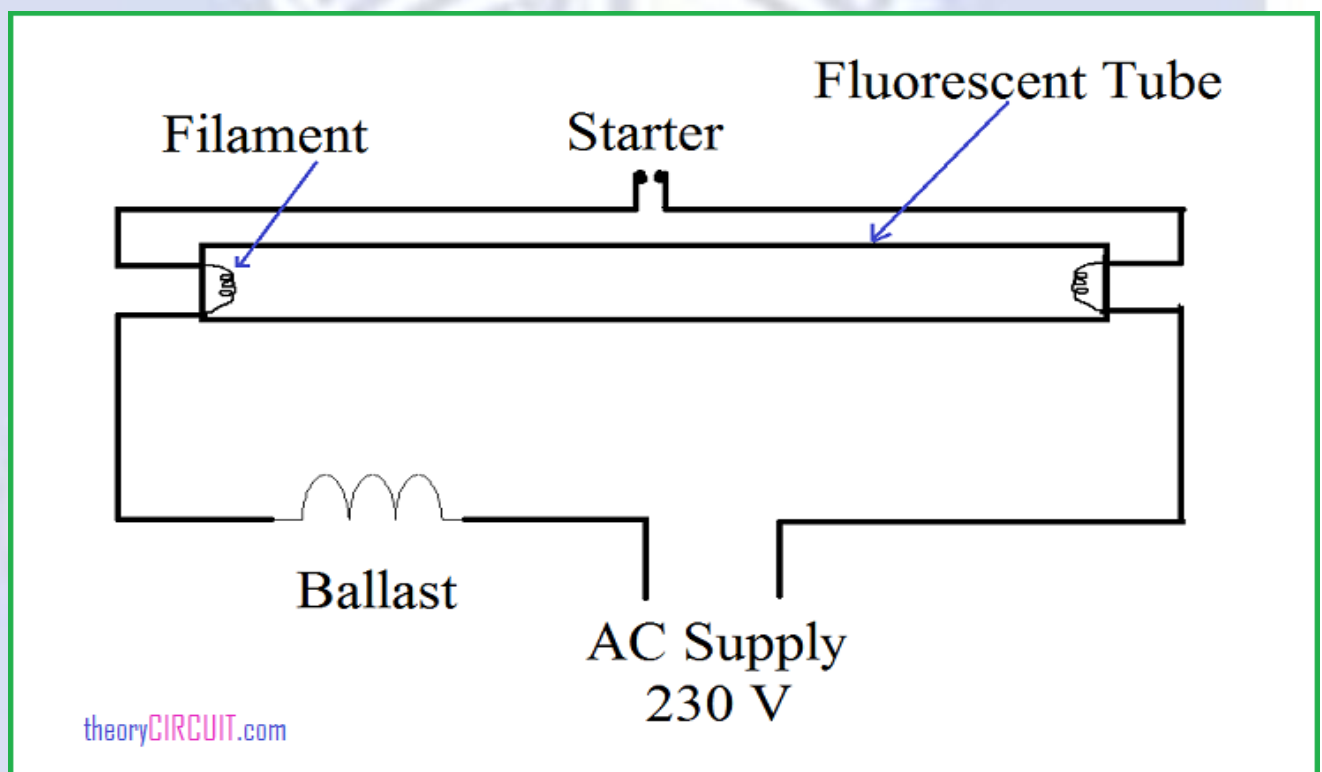 Fluorescent Tube
Filament
Starter
Ballast
AC Supply
230 V
theoryCIRCUIT.com